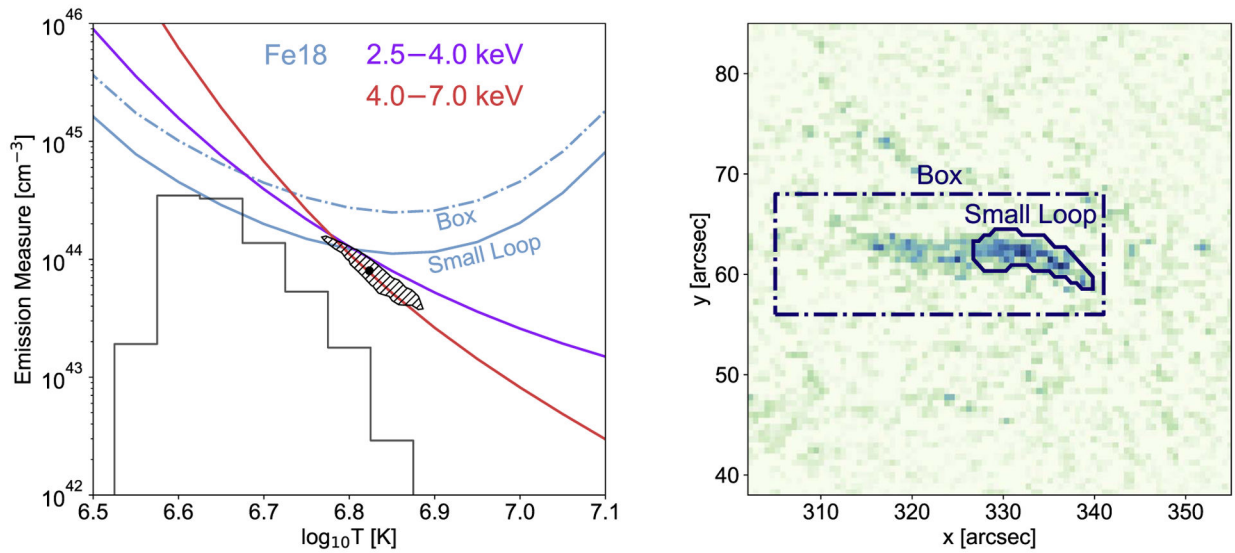 10^46
10^45
10^44
10^43
10^42
Emission Measure [cm^−3]
Fe18 2.5−4.0 keV
4.0−7.0 keV
Box
Small Loop
6.5 6.6 6.7 6.8 6.9 7.0 7.1
log₁₀T [K]
80
70
60
50
40
y [arcsec]
Box
Small Loop
310 320 330 340 350
x [arcsec]